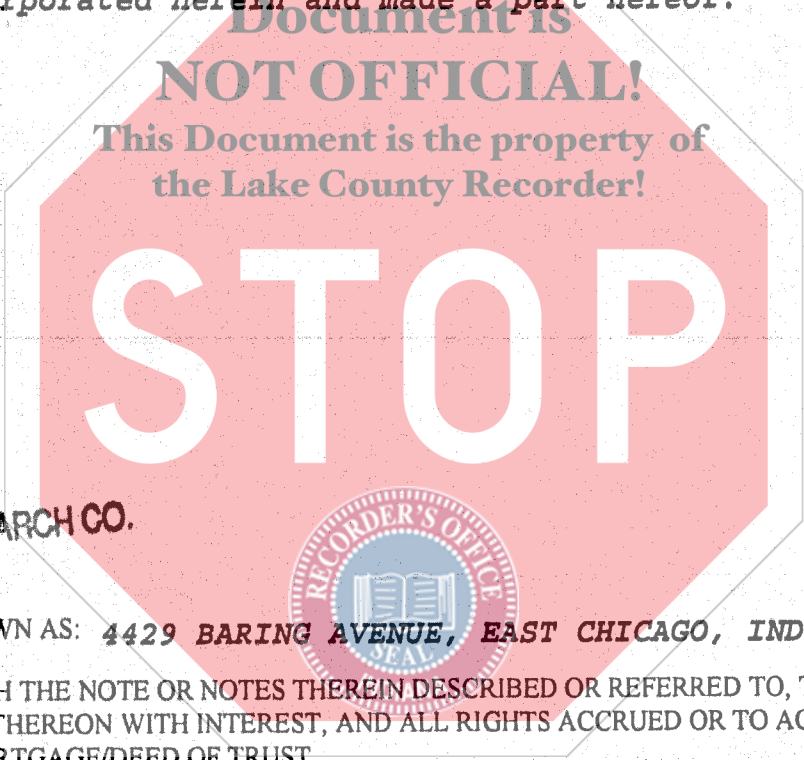 rporated herein and made a part hereof.
Document is
NOT OFFICIAL!
This Document is the property of
the Lake County Recorder!
STOP
ARCH CO.
RECORDER'S OFFICE
SEAL
WN AS: 4429 BARING AVENUE, EAST CHICAGO, IND
H THE NOTE OR NOTES THEREIN DESCRIBED OR REFERRED TO,
THEREON WITH INTEREST, AND ALL RIGHTS ACCRUED OR TO AC
RTGAGE/DEED OF TRUST